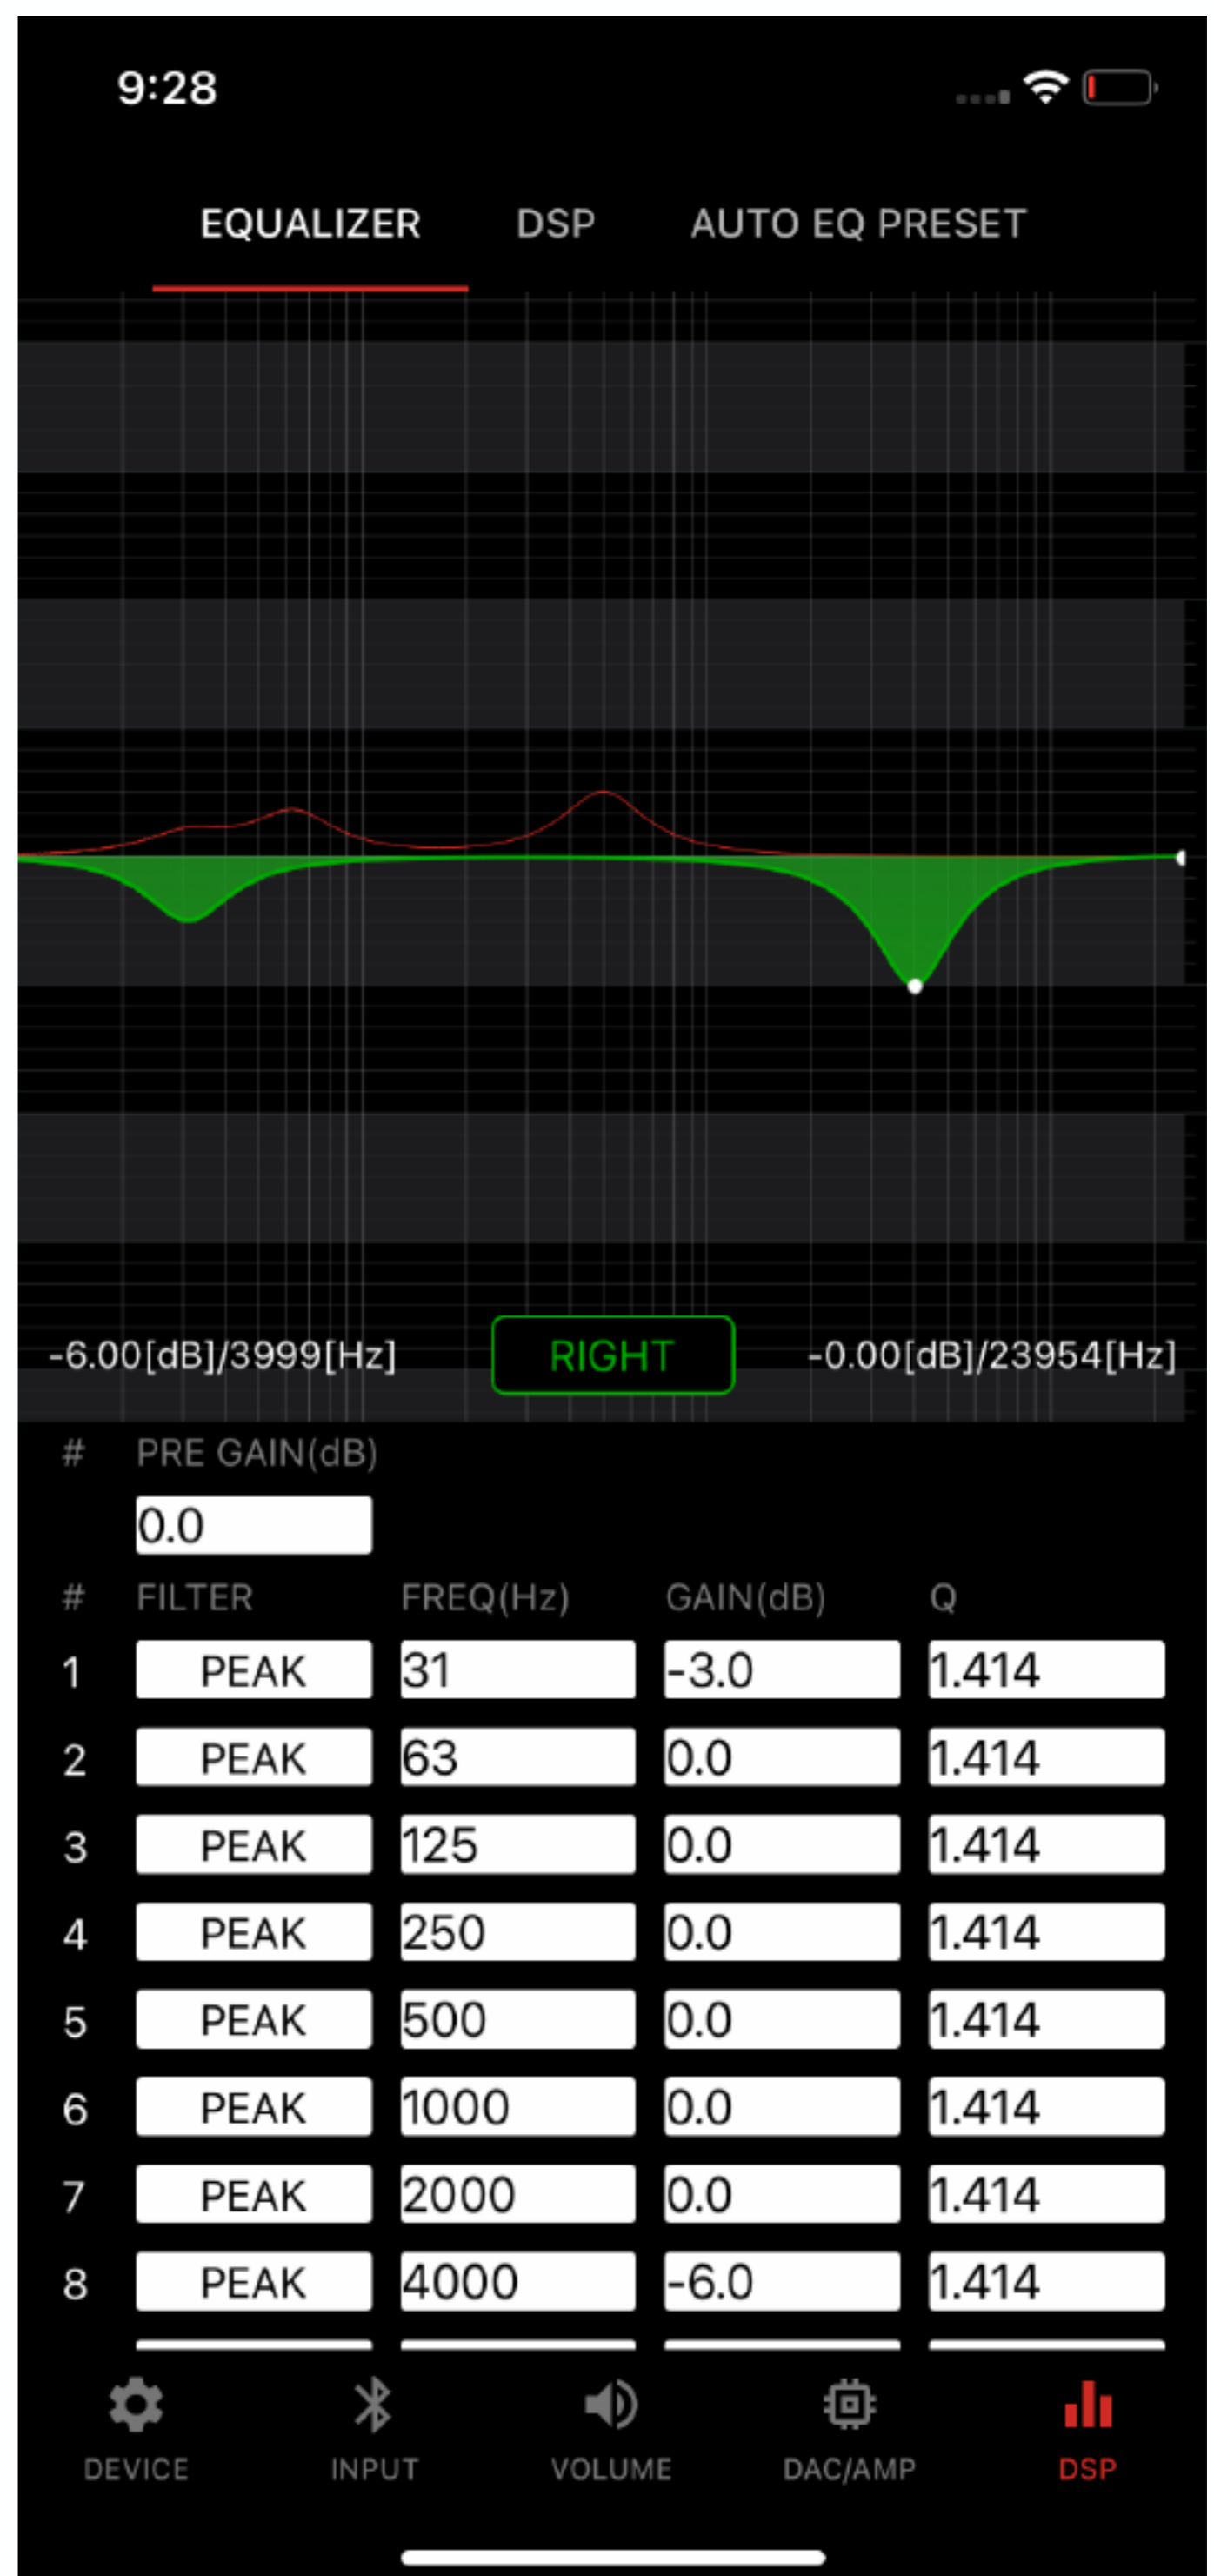 9:28
EQUALIZER DSP AUTO EQ PRESET
-6.00[dB]/3999[Hz] RIGHT -0.00[dB]/23954[Hz]
# PRE GAIN(dB)
0.0
# FILTER FREQ(Hz) GAIN(dB) Q
1 PEAK 31 -3.0 1.414
2 PEAK 63 0.0 1.414
3 PEAK 125 0.0 1.414
4 PEAK 250 0.0 1.414
5 PEAK 500 0.0 1.414
6 PEAK 1000 0.0 1.414
7 PEAK 2000 0.0 1.414
8 PEAK 4000 -6.0 1.414
DEVICE INPUT VOLUME DAC/AMP DSP